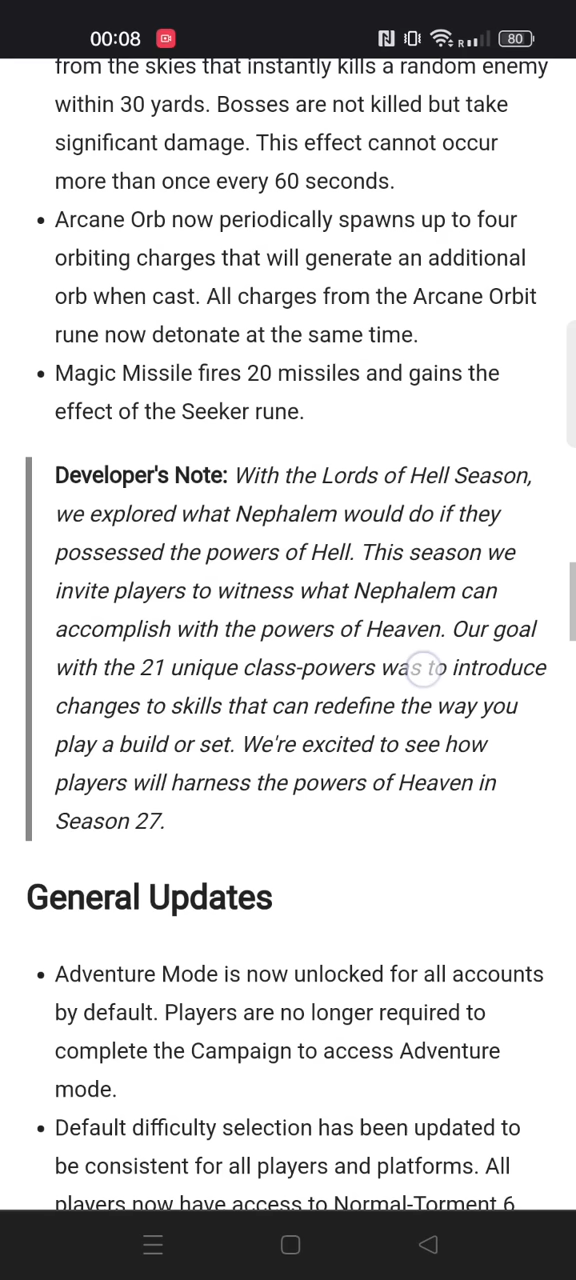 00:08
R
80
from the skies that instantly kills a random enemy
within 30 yards. Bosses are not killed but take
significant damage. This effect cannot occur
more than once every 60 seconds.
• Arcane Orb now periodically spawns up to four
orbiting charges that will generate an additional
orb when cast. All charges from the Arcane Orbit
rune now detonate at the same time.
• Magic Missile fires 20 missiles and gains the
effect of the Seeker rune.
Developer's Note: With the Lords of Hell Season,
we explored what Nephalem would do if they
possessed the powers of Hell. This season we
invite players to witness what Nephalem can
accomplish with the powers of Heaven. Our goal
with the 21 unique class-powers was to introduce
changes to skills that can redefine the way you
play a build or set. We're excited to see how
players will harness the powers of Heaven in
Season 27.
General Updates
• Adventure Mode is now unlocked for all accounts
by default. Players are no longer required to
complete the Campaign to access Adventure
mode.
• Default difficulty selection has been updated to
be consistent for all players and platforms. All
players now have access to Normal-Torment 6